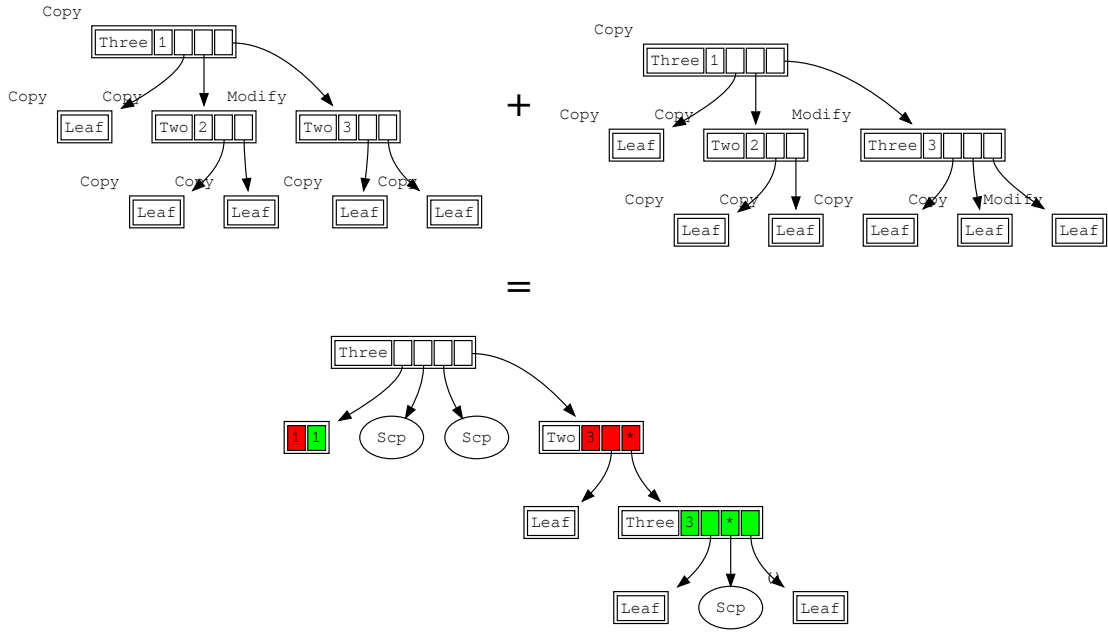 Copy
Three 1
Copy Copy Modify
Leaf Two 2 Two 3
Copy Copy Copy Copy
Leaf Leaf Leaf Leaf
+
Copy
Three 1
Copy Copy Modify
Leaf Two 2 Three 3
Copy Copy Copy Copy Modify
Leaf Leaf Leaf Leaf Leaf
=
Three
1 1 Scp Scp Two 3 *
Leaf Three 3 *
()
Leaf Scp Leaf